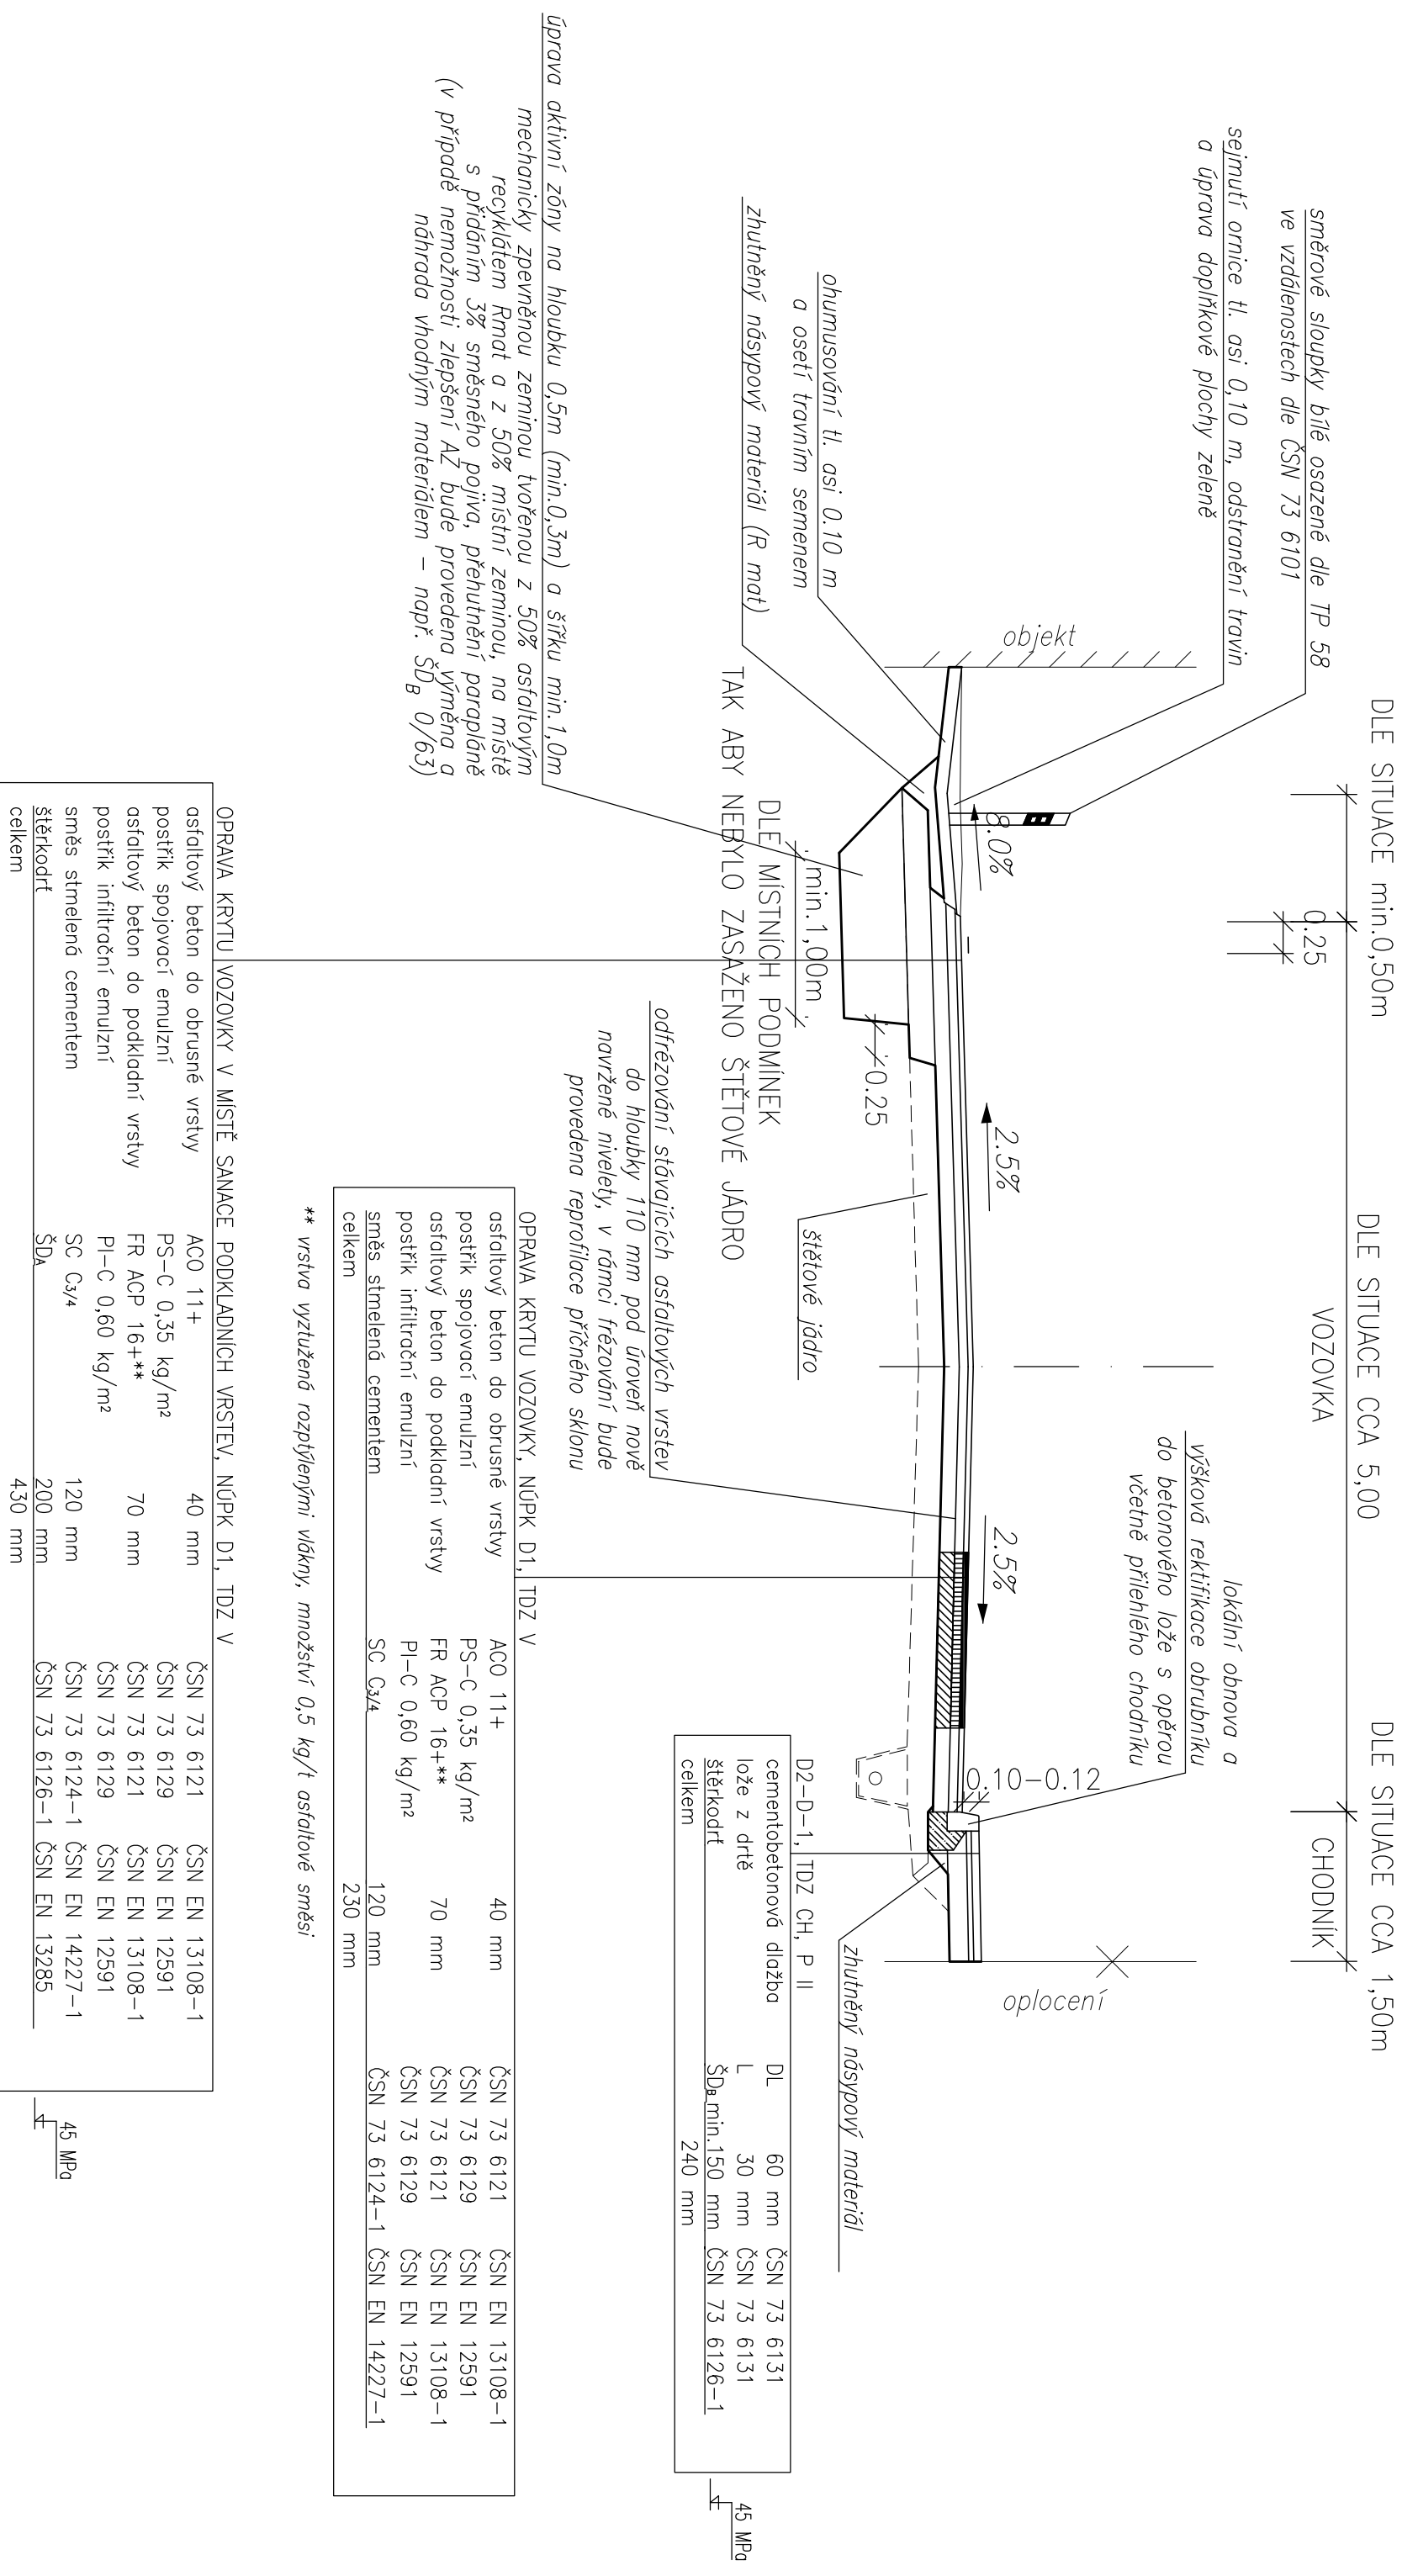 DLE SITUACE min.0,50m
DLE SITUACE CCA 5,00
DLE SITUACE CCA 1,50m
0.25
VOZOVKA
CHODNÍK
směrové sloupky bílé osazené dle TP 58
ve vzdálenostech dle ČSN 73 6101
sejmutí ornice tl. asi 0,10 m, odstranění travin
a úprava doplňkové plochy zeleně
lokální obnova a
výšková rektifikace obrubníku
do betonového lože s opěrou
včetně přilehlého chodníku
objekt
oplocení
8.0%
2.5%
2.5%
0.10-0.12
ohumusování tl. asi 0.10 m
a osetí travním semenem
zhutněný násypový materiál (R mat)
min.1,00m
0.25
DLE MÍSTNÍCH PODMÍNEK
TAK ABY NEBYLO ZASAŽENO ŠTĚTOVÉ JÁDRO
štětové jádro
zhutněný násypový materiál
odfrézování stávajících asfaltových vrstev
do hloubky 110 mm pod úroveň nově
navržené nivelety, v rámci frézování bude
provedena reprofilace příčného sklonu
úprava aktivní zóny na hloubku 0,5m (min.0,3m) a šířku min.1,0m
mechanicky zpevněnou zeminou tvořenou z 50% asfaltovým
recyklátem Rmat a z 50% místní zeminou, na místě
s přidáním 3% směsného pojiva, přehutnění parapláně
(v případě nemožnosti zlepšení AZ bude provedena výměna a
náhrada vhodným materiálem - např. ŠDB 0/63)
D2-D-1, TDZ CH, P II
cementobetonová dlažba DL 60 mm ČSN 73 6131
lože z drtě L 30 mm ČSN 73 6131
štěrkodrť ŠDB min.150 mm ČSN 73 6126-1
celkem 240 mm
45 MPa
OPRAVA KRYTU VOZOVKY, NÚPK D1, TDZ V
asfaltový beton do obrusné vrstvy ACO 11+ 40 mm ČSN 73 6121 ČSN EN 13108-1
postřik spojovací emulzní PS-C 0,35 kg/m² ČSN 73 6129 ČSN EN 12591
asfaltový beton do podkladní vrstvy FR ACP 16+** 70 mm ČSN 73 6121 ČSN EN 13108-1
postřik infiltrační emulzní PI-C 0,60 kg/m² ČSN 73 6129 ČSN EN 12591
směs stmelená cementem SC C3/4 120 mm ČSN 73 6124-1 ČSN EN 14227-1
celkem 230 mm
** vrstva vyztužená rozptýlenými vlákny, množství 0,5 kg/t asfaltové směsi
OPRAVA KRYTU VOZOVKY V MÍSTĚ SANACE PODKLADNÍCH VRSTEV, NÚPK D1, TDZ V
asfaltový beton do obrusné vrstvy ACO 11+ 40 mm ČSN 73 6121 ČSN EN 13108-1
postřik spojovací emulzní PS-C 0,35 kg/m² ČSN 73 6129 ČSN EN 12591
asfaltový beton do podkladní vrstvy FR ACP 16+** 70 mm ČSN 73 6121 ČSN EN 13108-1
postřik infiltrační emulzní PI-C 0,60 kg/m² ČSN 73 6129 ČSN EN 12591
směs stmelená cementem SC C3/4 120 mm ČSN 73 6124-1 ČSN EN 14227-1
štěrkodrť ŠDA 200 mm ČSN 73 6126-1 ČSN EN 13285
celkem 430 mm
45 MPa